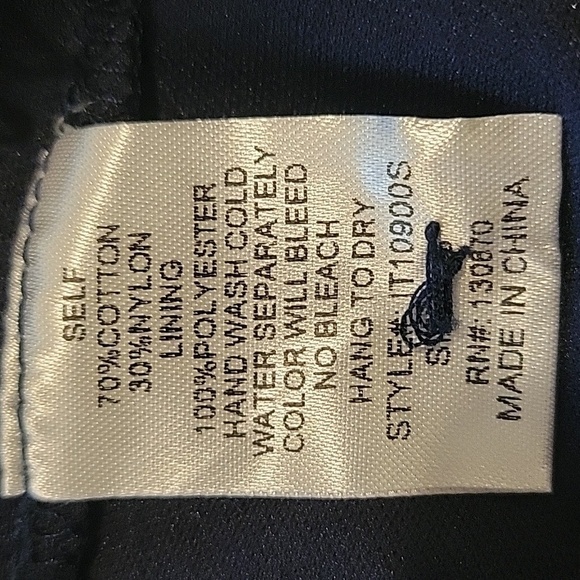 SELF
70%COTTON
30%NYLON
LINING
100%POLYESTER
HAND WASH COLD
WATER SEPARATELY
COLOR WILL BLEED
NO BLEACH
HANG TO DRY
STYLE# IT10900S
RN#: 130870
MADE IN CHINA